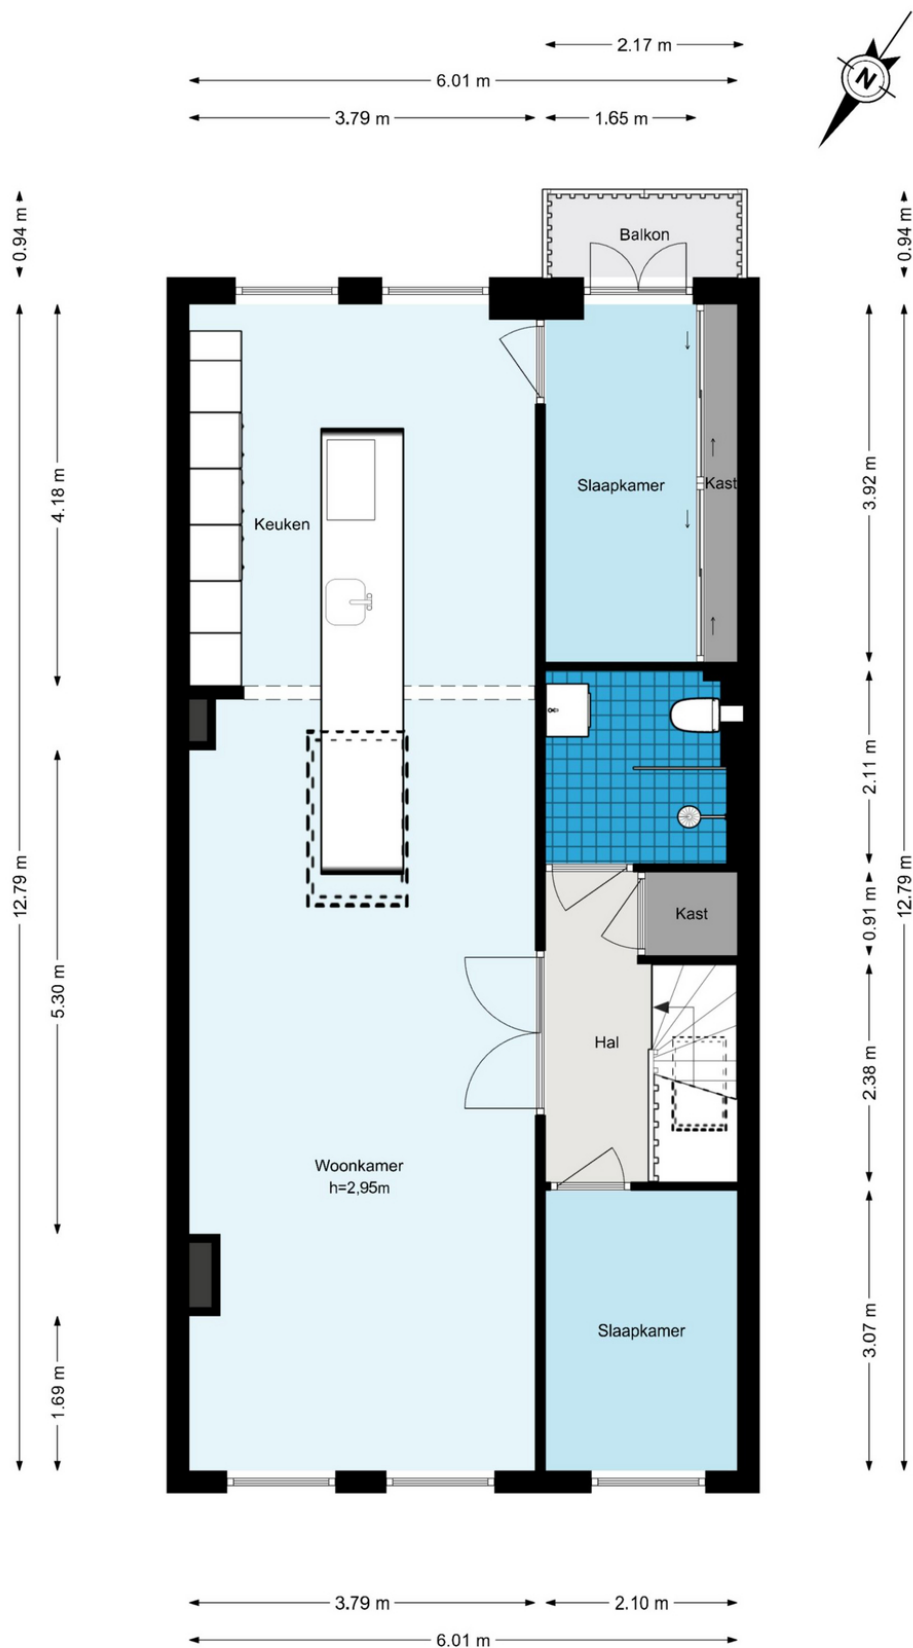 2.17 m
6.01 m
3.79 m
1.65 m
N
0.94 m
0.94 m
Balkon
4.18 m
Keuken
Slaapkamer
Kast
3.92 m
2.11 m
12.79 m
12.79 m
Kast
0.91 m
5.30 m
Hal
2.38 m
Woonkamer
h=2,95m
Slaapkamer
3.07 m
1.69 m
3.79 m
2.10 m
6.01 m